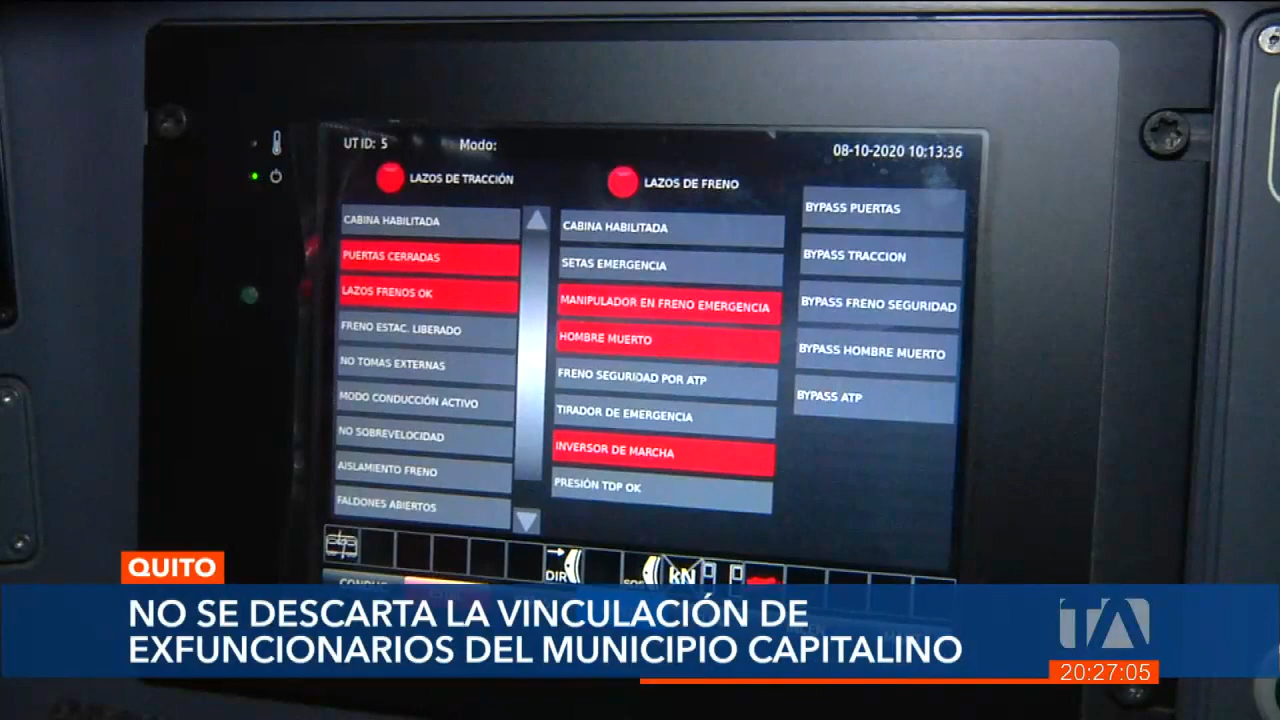 UT ID: 5
Modo:
08-10-2020 10:13:35
LAZOS DE TRACCIÓN
CABINA HABILITADA
PUERTAS CERRADAS
LAZOS FRENOS OK
FRENO ESTAC. LIBERADO
NO TOMAS EXTERNAS
MODO CONDUCCIÓN ACTIVO
NO SOBREVELOCIDAD
AISLAMIENTO FRENO
FALDONES ABIERTOS
LAZOS DE FRENO
CABINA HABILITADA
SETAS EMERGENCIA
MANIPULADOR EN FRENO EMERGENCIA
HOMBRE MUERTO
FRENO SEGURIDAD POR ATP
TIRADOR DE EMERGENCIA
INVERSOR DE MARCHA
PRESIÓN TDP OK
BYPASS PUERTAS
BYPASS TRACCION
BYPASS FRENO SEGURIDAD
BYPASS HOMBRE MUERTO
BYPASS ATP
DIR
kN
QUITO
NO SE DESCARTA LA VINCULACIÓN DE
EXFUNCIONARIOS DEL MUNICIPIO CAPITALINO
TA
20:27:05